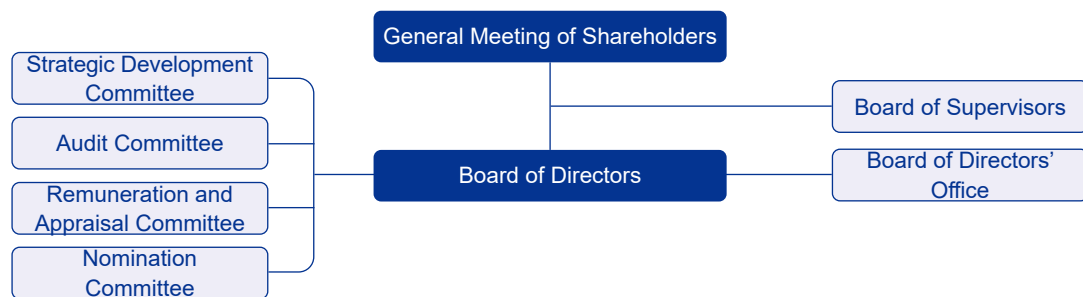 General Meeting of Shareholders
Strategic Development
Committee
Audit Committee
Remuneration and
Appraisal Committee
Nomination
Committee
Board of Directors
Board of Supervisors
Board of Directors’
Office